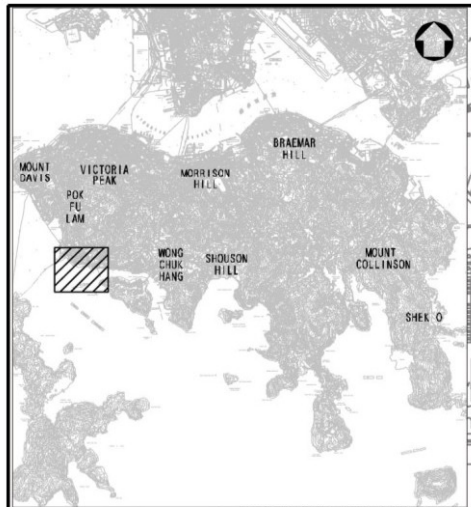 BRAEMAR
HILL
MOUNT
DAVIS
VICTORIA
PEAK
MORRISON
HILL
POK
FU
LAM
WONG
CHUK
HANG
SHOUSON
HILL
MOUNT
COLLINSON
SHEK O